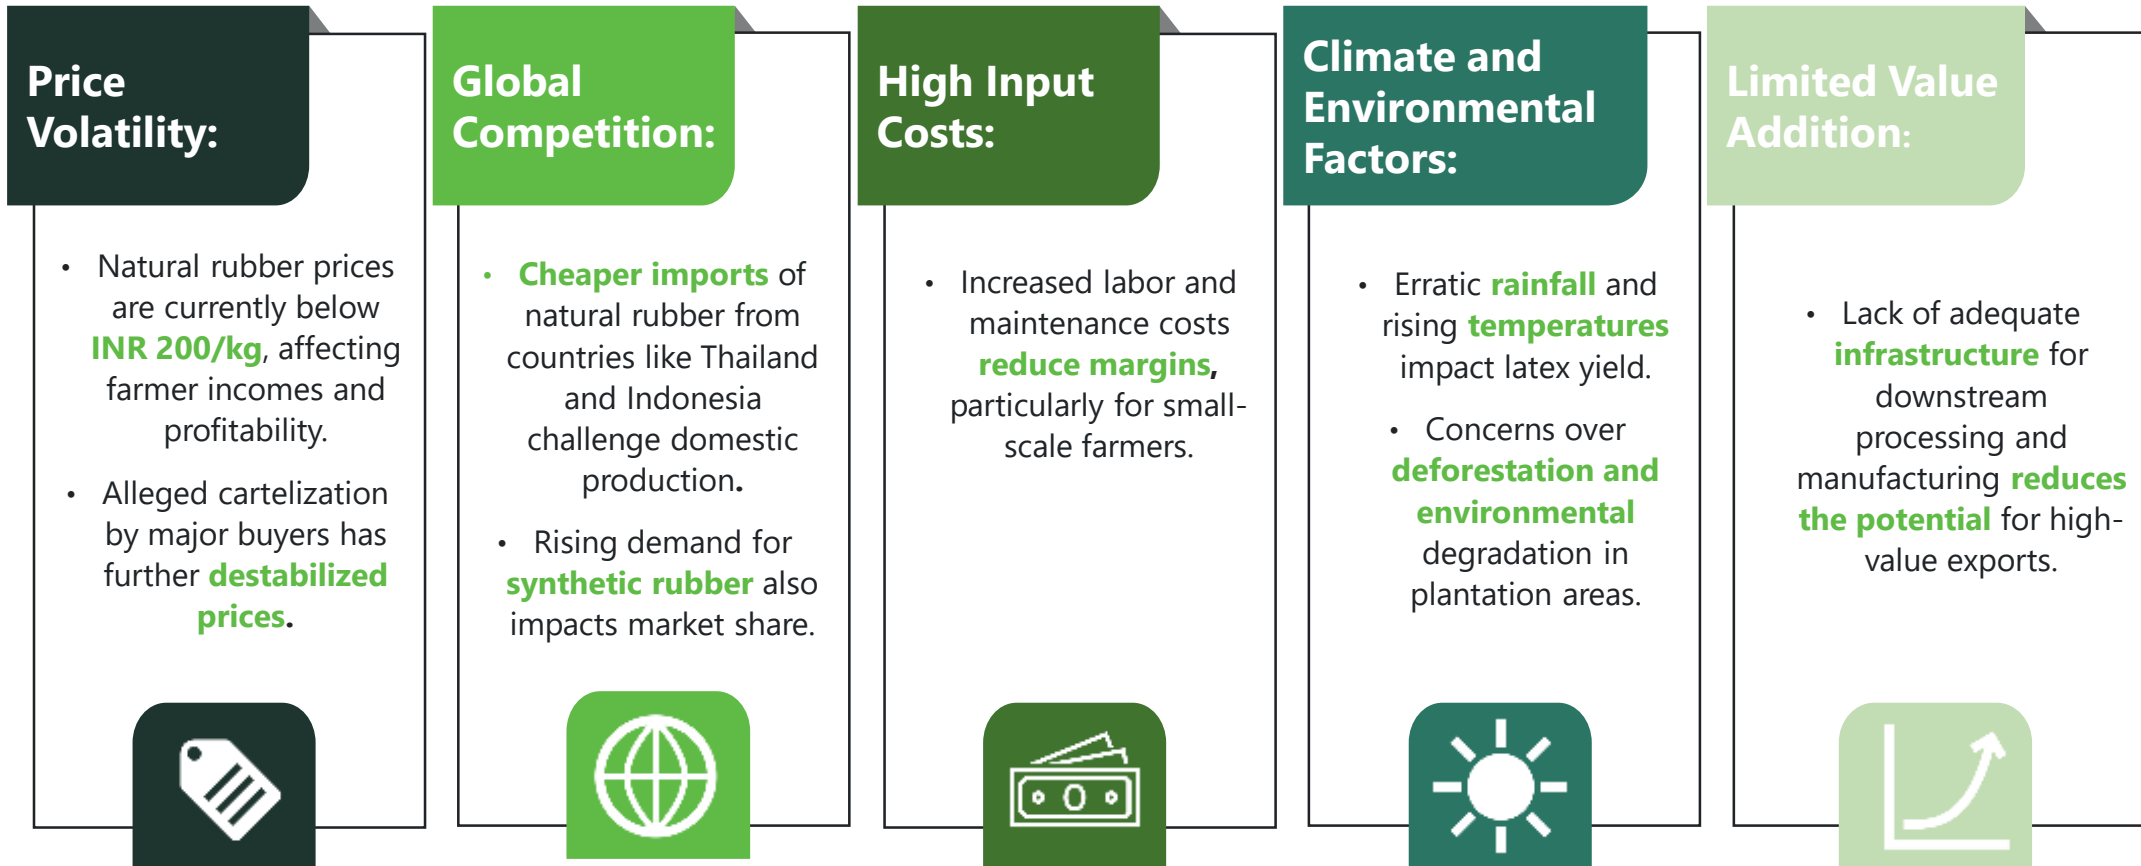 Price
Volatility:
• Natural rubber prices
are currently below
INR 200/kg, affecting
farmer incomes and
profitability.
• Alleged cartelization
by major buyers has
further destabilized
prices.
Global
Competition:
• Cheaper imports of
natural rubber from
countries like Thailand
and Indonesia
challenge domestic
production.
• Rising demand for
synthetic rubber also
impacts market share.
High Input
Costs:
• Increased labor and
maintenance costs
reduce margins,
particularly for small-
scale farmers.
Climate and
Environmental
Factors:
• Erratic rainfall and
rising temperatures
impact latex yield.
• Concerns over
deforestation and
environmental
degradation in
plantation areas.
Limited Value
Addition:
• Lack of adequate
infrastructure for
downstream
processing and
manufacturing reduces
the potential for high-
value exports.